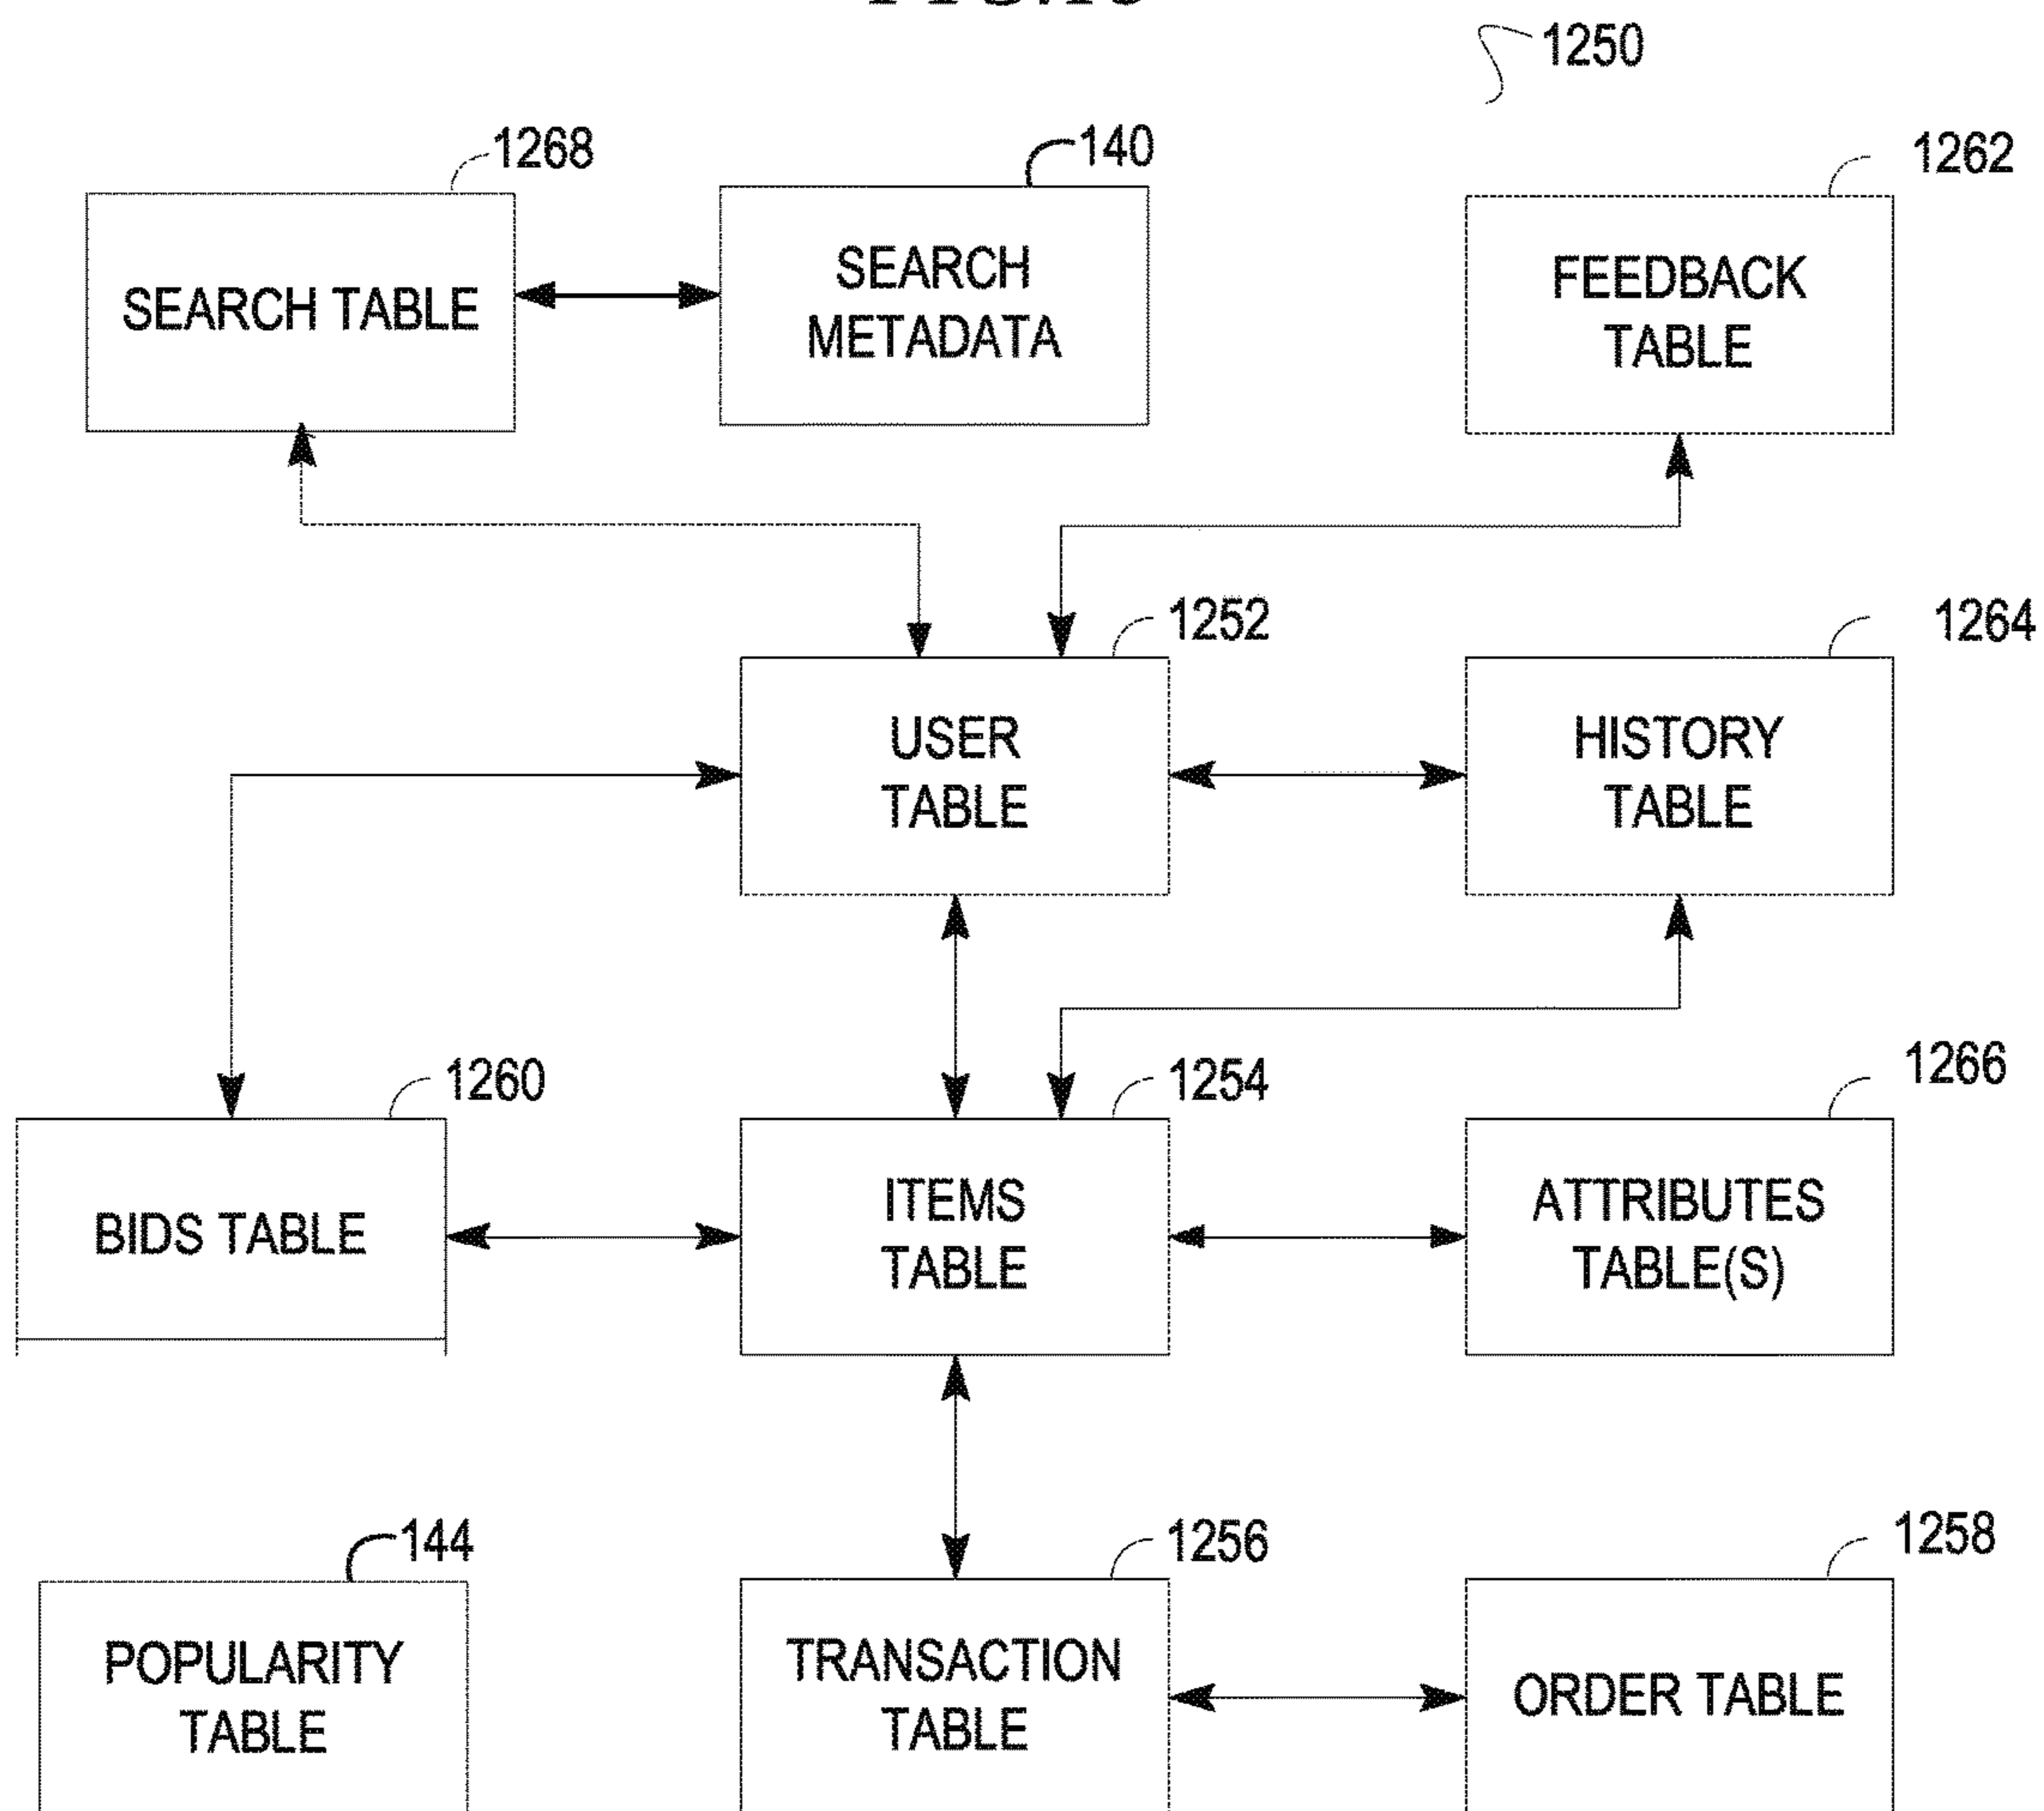 1250
1268
140
1262
SEARCH TABLE
SEARCH
METADATA
FEEDBACK
TABLE
1252
1264
USER
TABLE
HISTORY
TABLE
1260
1254
1266
BIDS TABLE
ITEMS
TABLE
ATTRIBUTES
TABLE(S)
144
1256
1258
POPULARITY
TABLE
TRANSACTION
TABLE
ORDER TABLE